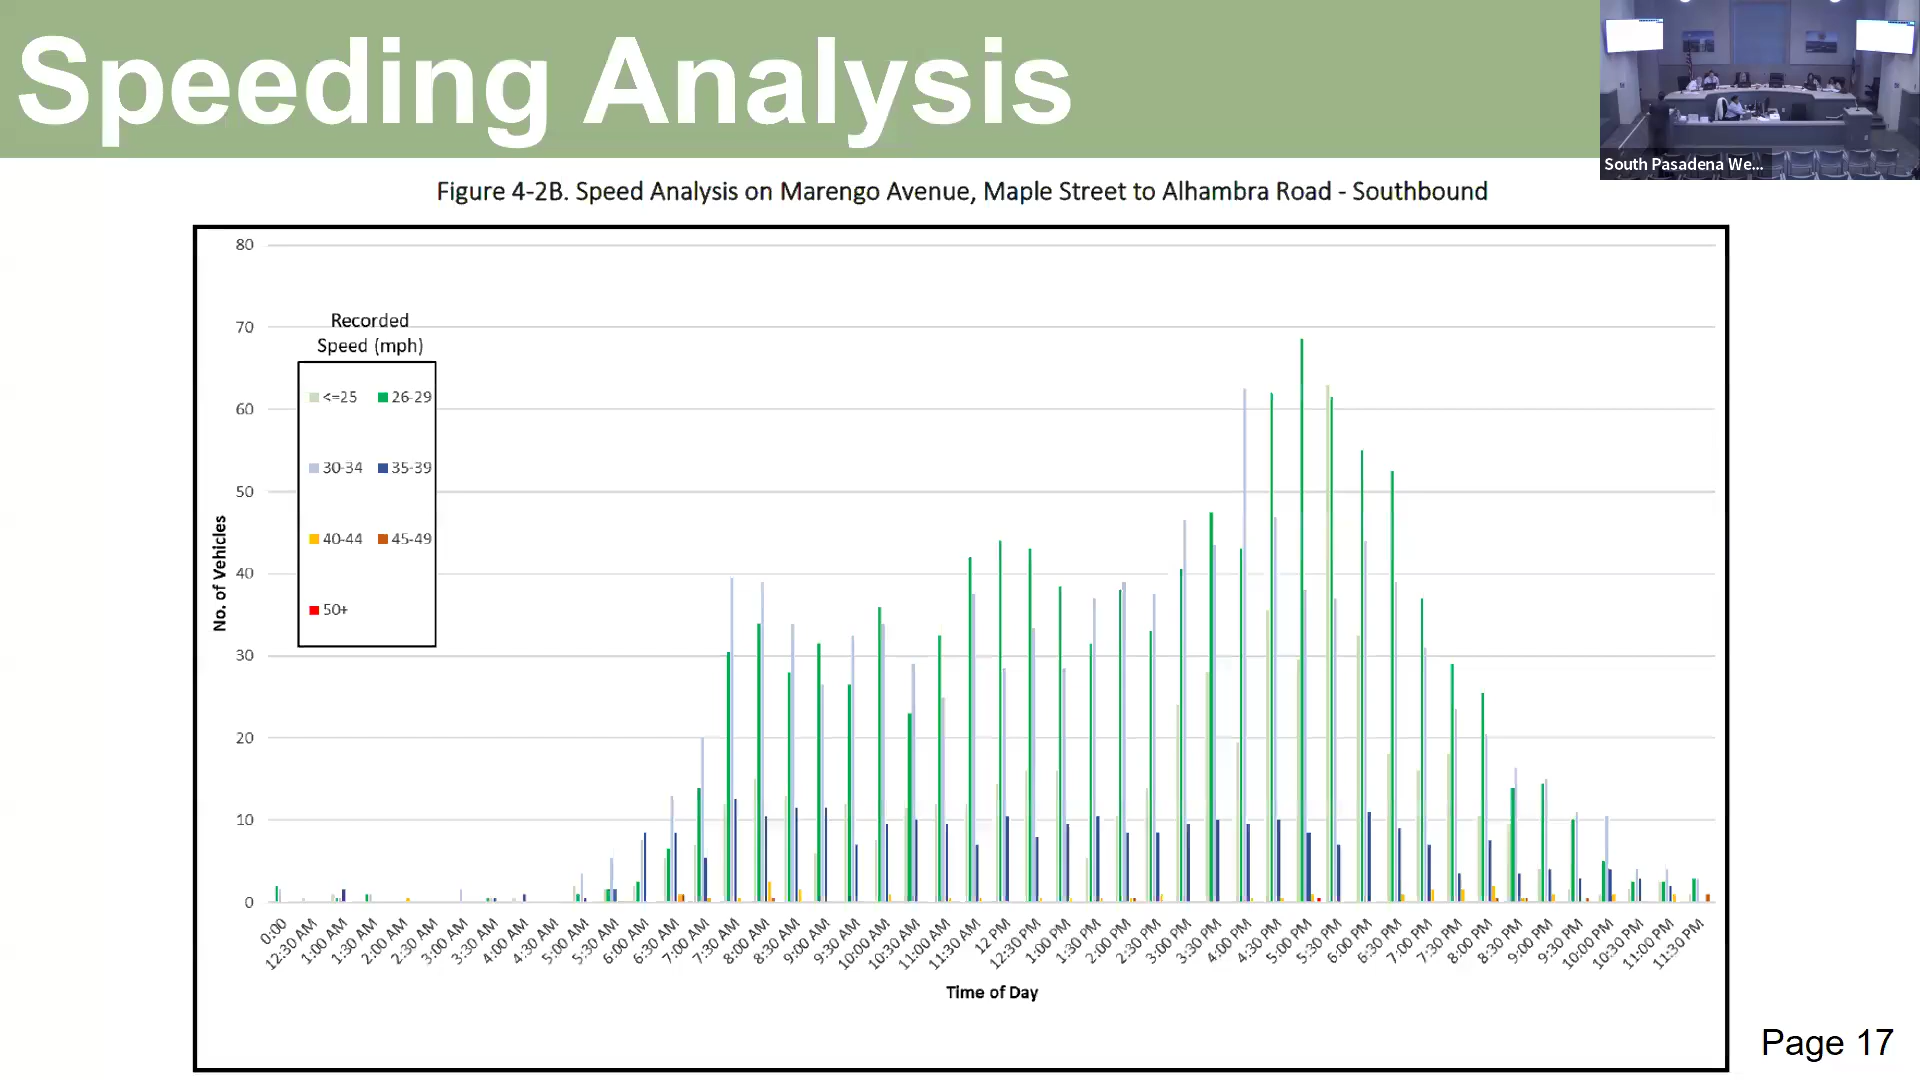 Speeding Analysis
South Pasadena We...
Figure 4-2B. Speed Analysis on Marengo Avenue, Maple Street to Alhambra Road - Southbound
80
70
60
50
40
30
20
10
0
No. of Vehicles
Recorded
Speed (mph)
<=25 26-29
30-34 35-39
40-44 45-49
50+
0:00
12:30 AM
1:00 AM
1:30 AM
2:00 AM
2:30 AM
3:00 AM
3:30 AM
4:00 AM
4:30 AM
5:00 AM
5:30 AM
6:00 AM
6:30 AM
7:00 AM
7:30 AM
8:00 AM
8:30 AM
9:00 AM
9:30 AM
10:00 AM
10:30 AM
11:00 AM
11:30 AM
12 PM
12:30 PM
1:00 PM
1:30 PM
2:00 PM
2:30 PM
3:00 PM
3:30 PM
4:00 PM
4:30 PM
5:00 PM
5:30 PM
6:00 PM
6:30 PM
7:00 PM
7:30 PM
8:00 PM
8:30 PM
9:00 PM
9:30 PM
10:00 PM
10:30 PM
11:00 PM
11:30 PM
Time of Day
Page 17